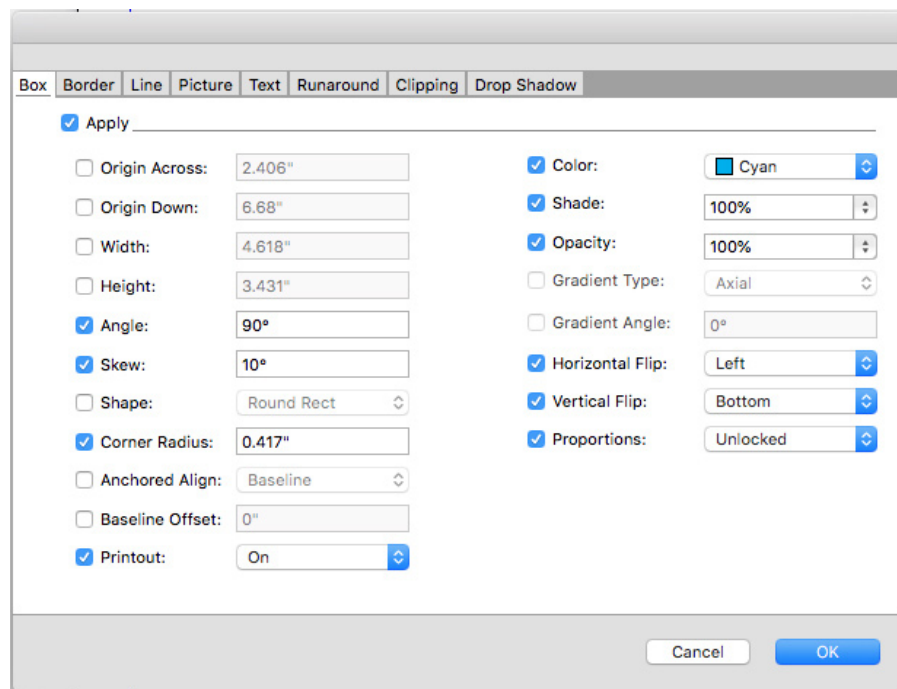 Box Border Line Picture Text Runaround Clipping Drop Shadow
Apply
Origin Across: 2.406"
Origin Down: 6.68"
Width: 4.618"
Height: 3.431"
Angle: 90º
Skew: 10º
Shape: Round Rect
Corner Radius: 0.417"
Anchored Align: Baseline
Baseline Offset: 0"
Printout: On
Color: Cyan
Shade: 100%
Opacity: 100%
Gradient Type: Axial
Gradient Angle: 0º
Horizontal Flip: Left
Vertical Flip: Bottom
Proportions: Unlocked
Cancel OK